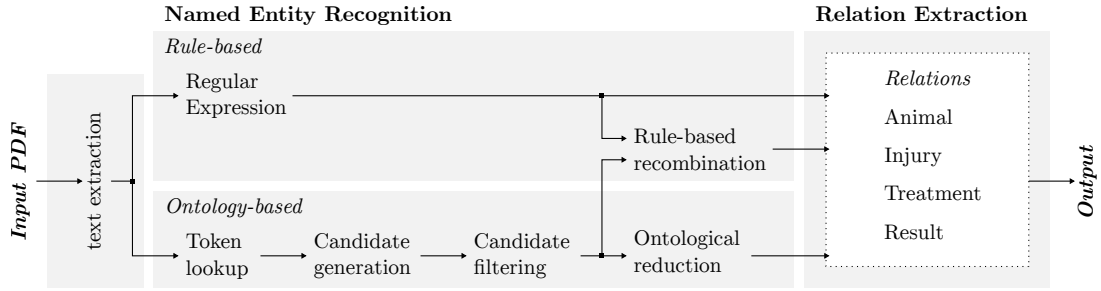 Named Entity Recognition
Relation Extraction
Rule-based
Regular
Expression
Rule-based
recombination
Input PDF
text extraction
Ontology-based
Token
lookup
Candidate
generation
Candidate
filtering
Ontological
reduction
Relations
Animal
Injury
Treatment
Result
Output